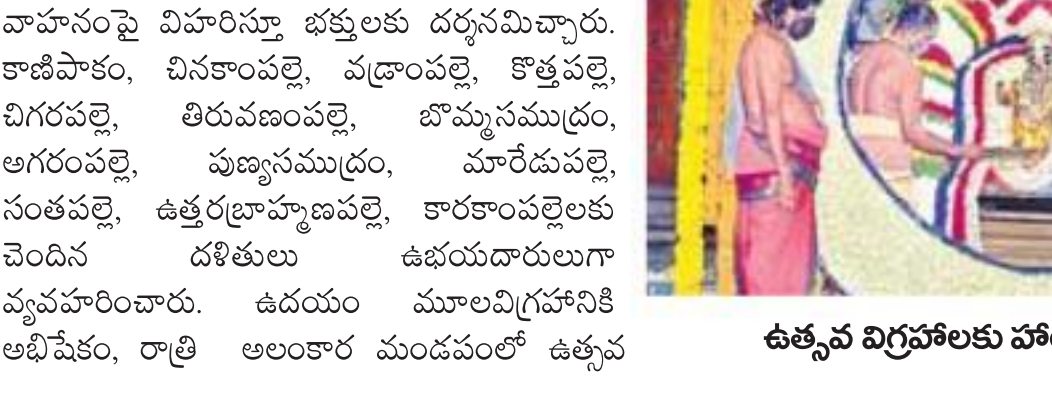 వాహనంపై విహరిస్తూ భక్తులకు దర్శనమిచ్చారు.
కాణిపాకం, చినకాంపల్లె, వడ్రాంపల్లె, కొత్తపల్లె,
చిగరపల్లె, తిరువణంపల్లె, బొమ్మసముద్రం,
అగరంపల్లె, పుణ్యసముద్రం, మారేడుపల్లె,
సంతపల్లె, ఉత్తరబ్రాహ్మణపల్లె, కారకాంపల్లెలకు
చెందిన దళితులు ఉభయదారులుగా
వ్యవహరించారు. ఉదయం మూలవిగ్రహానికి
అభిషేకం, రాత్రి అలంకార మండపంలో ఉత్సవ
ఉత్సవ విగ్రహాలకు